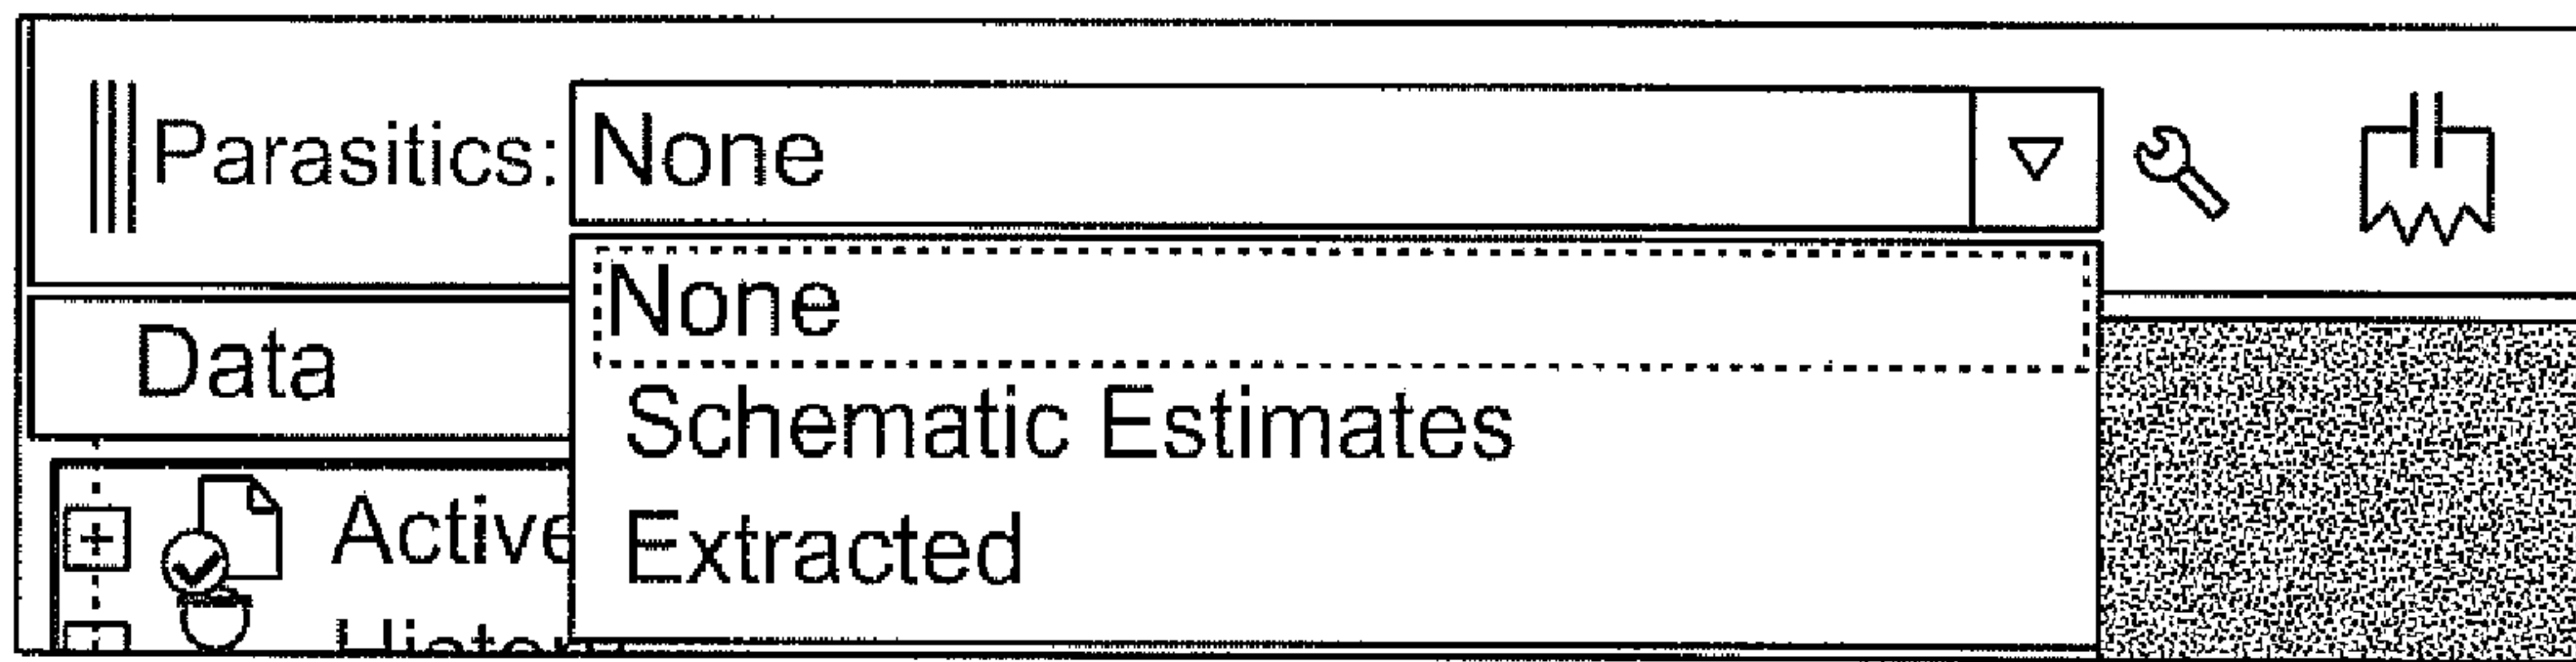 Parasitics: None
None
Data
Schematic Estimates
Active
Extracted